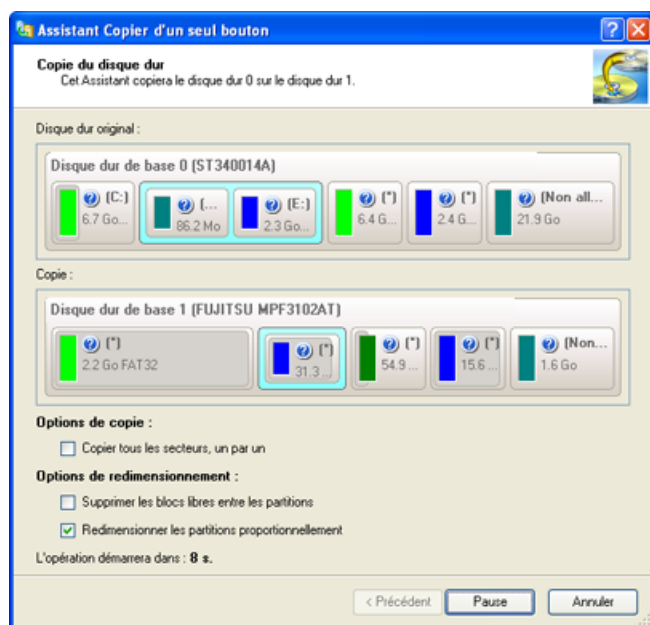 Assistant Copier d'un seul bouton
Copie du disque dur
Cet Assistant copiera le disque dur 0 sur le disque dur 1.
Disque dur original :
Disque dur de base 0 (ST340014A)
(C:) (... (E:) (*) (*) (Non all...
6.7 Go... 86.2 Mo 2.3 Go... 6.4 G... 2.4 G... 21.9 Go
Copie :
Disque dur de base 1 (FUJITSU MPF3102AT)
(*) (*) (*) (*) (Non...
2.2 Go FAT32 31.3 ... 54.9 ... 15.6 ... 1.6 Go
Options de copie :
Copier tous les secteurs, un par un
Options de redimensionnement :
Supprimer les blocs libres entre les partitions
Redimensionner les partitions proportionnellement
L'opération démarrera dans : 8 s.
< Précédent Pause Annuler